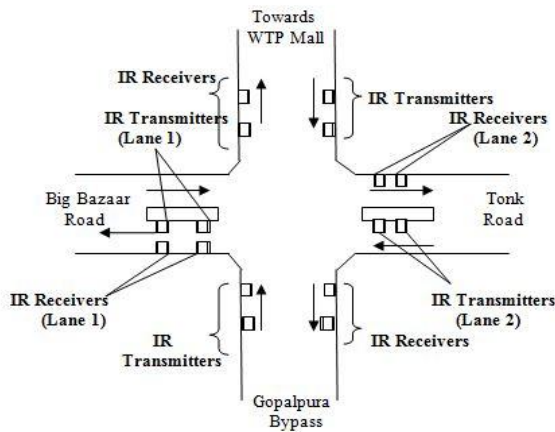 Towards
WTP Mall
IR Receivers
IR Transmitters
IR Transmitters
(Lane 1)
IR Receivers
(Lane 2)
Big Bazaar
Road
Tonk
Road
IR Receivers
(Lane 1)
IR Transmitters
(Lane 2)
IR
Transmitters
IR Receivers
Gopalpura
Bypass